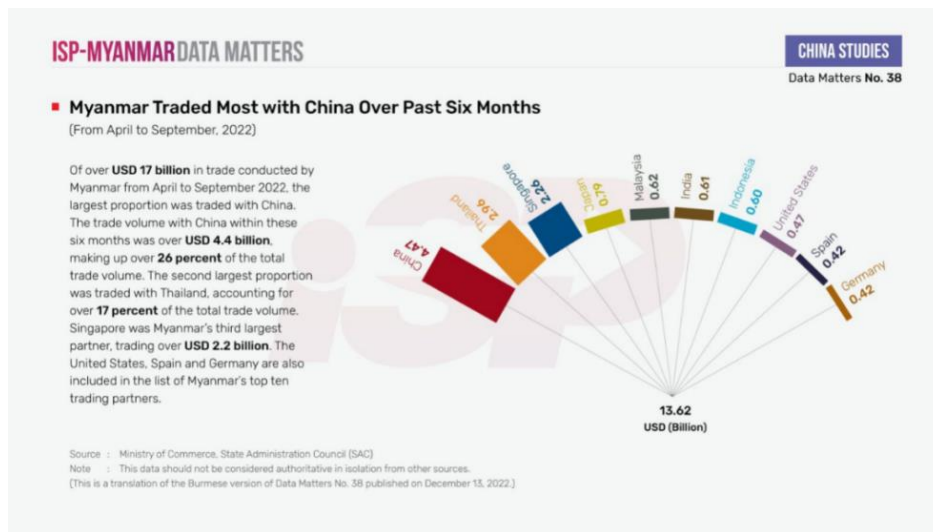 ISP-MYANMAR DATA MATTERS
CHINA STUDIES
Data Matters No. 38
Myanmar Traded Most with China Over Past Six Months
(From April to September, 2022)
Of over USD 17 billion in trade conducted by
Myanmar from April to September 2022, the
largest proportion was traded with China.
The trade volume with China within these
six months was over USD 4.4 billion,
making up over 26 percent of the total
trade volume. The second largest proportion
was traded with Thailand, accounting for
over 17 percent of the total trade volume.
Singapore was Myanmar's third largest
partner, trading over USD 2.2 billion. The
United States, Spain and Germany are also
included in the list of Myanmar's top ten
trading partners.
iSP
China
4.47
Thailand
2.96
Singapore
2.26
Japan
0.79
Malaysia
0.62
India
0.61
Indonesia
0.60
United States
0.47
Spain
0.42
Germany
0.42
13.62
USD (Billion)
Source : Ministry of Commerce, State Administration Council (SAC)
Note : This data should not be considered authoritative in isolation from other sources.
(This is a translation of the Burmese version of Data Matters No. 38 published on December 13, 2022.)